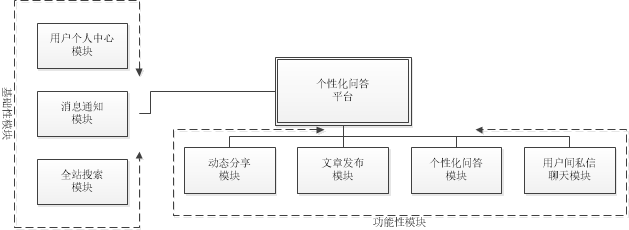 用户个人中心
模块
消息通知
模块
全站搜索
模块
基础性模块
个性化问答
平台
动态分享
模块
文章发布
模块
个性化问答
模块
用户间私信
聊天模块
功能性模块